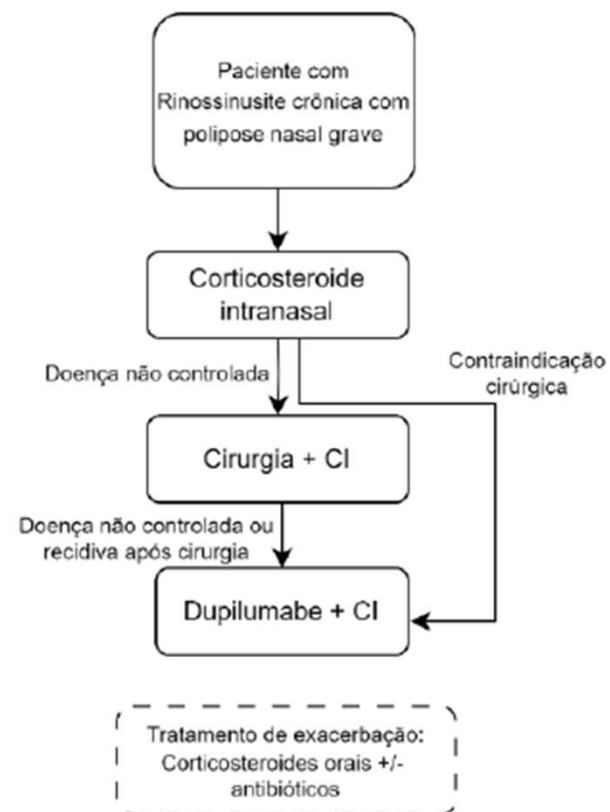 Paciente com
Rinossinusite crônica com
polipose nasal grave
Corticosteroide
intranasal
Doença não controlada
Contraindicação
cirúrgica
Cirurgia + CI
Doença não controlada ou
recidiva após cirurgia
Dupilumabe + CI
Tratamento de exacerbação:
Corticosteroides orais +/-
antibióticos